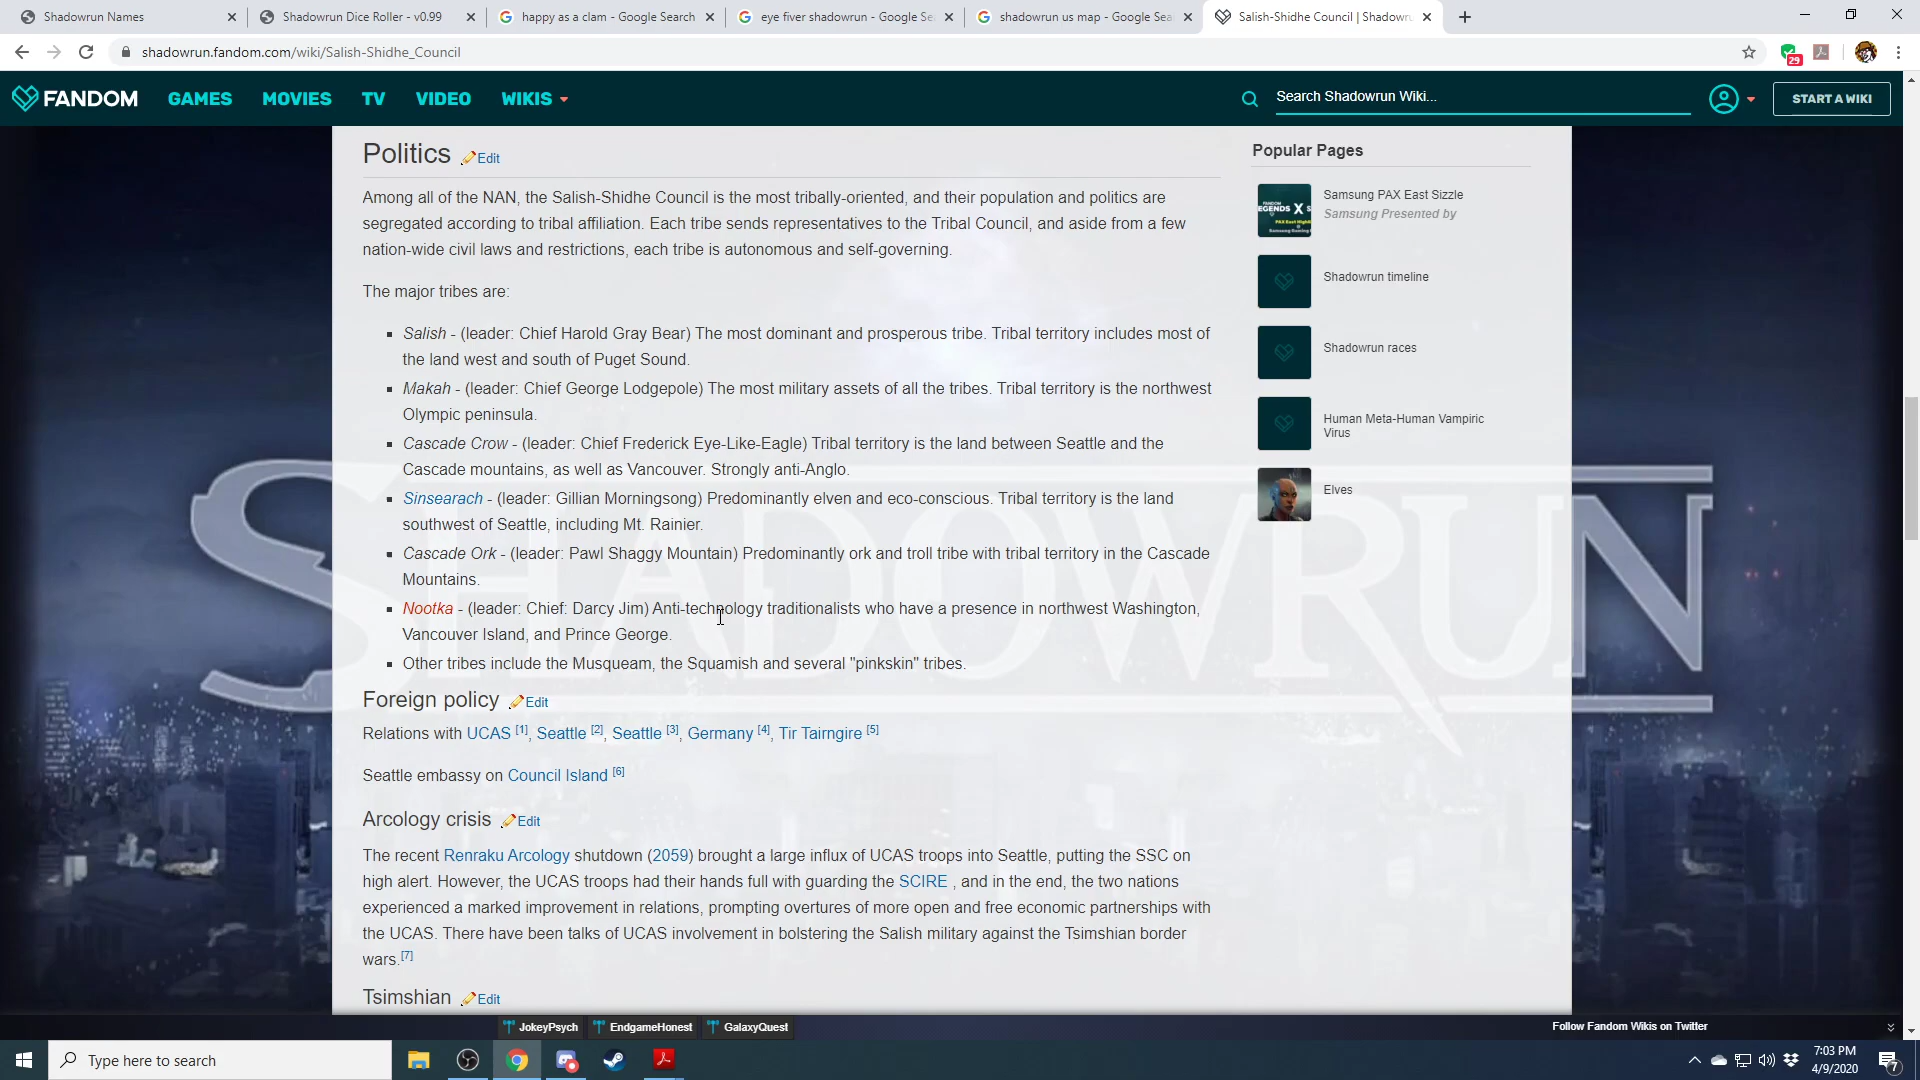 Shadowrun Names
Shadowrun Dice Roller - v0.99
happy as a clam - Google Search
eye fiver shadowrun - Google Se
shadowrun us map - Google Sea
Salish-Shidhe Council | Shadowru
shadowrun.fandom.com/wiki/Salish-Shidhe_Council
29
FANDOM GAMES MOVIES TV VIDEO WIKIS
Search Shadowrun Wiki...
START A WIKI
Politics Edit
Among all of the NAN, the Salish-Shidhe Council is the most tribally-oriented, and their population and politics are
segregated according to tribal affiliation. Each tribe sends representatives to the Tribal Council, and aside from a few
nation-wide civil laws and restrictions, each tribe is autonomous and self-governing.
The major tribes are:
Salish - (leader: Chief Harold Gray Bear) The most dominant and prosperous tribe. Tribal territory includes most of
the land west and south of Puget Sound.
Makah - (leader: Chief George Lodgepole) The most military assets of all the tribes. Tribal territory is the northwest
Olympic peninsula.
Cascade Crow - (leader: Chief Frederick Eye-Like-Eagle) Tribal territory is the land between Seattle and the
Cascade mountains, as well as Vancouver. Strongly anti-Anglo.
Sinsearach - (leader: Gillian Morningsong) Predominantly elven and eco-conscious. Tribal territory is the land
southwest of Seattle, including Mt. Rainier.
Cascade Ork - (leader: Pawl Shaggy Mountain) Predominantly ork and troll tribe with tribal territory in the Cascade
Mountains.
Nootka - (leader: Chief: Darcy Jim) Anti-technology traditionalists who have a presence in northwest Washington,
Vancouver Island, and Prince George.
Other tribes include the Musqueam, the Squamish and several "pinkskin" tribes.
Foreign policy Edit
Relations with UCAS [1], Seattle [2], Seattle [3], Germany [4], Tir Tairngire [5]
Seattle embassy on Council Island [6]
Arcology crisis Edit
The recent Renraku Arcology shutdown (2059) brought a large influx of UCAS troops into Seattle, putting the SSC on
high alert. However, the UCAS troops had their hands full with guarding the SCIRE , and in the end, the two nations
experienced a marked improvement in relations, prompting overtures of more open and free economic partnerships with
the UCAS. There have been talks of UCAS involvement in bolstering the Salish military against the Tsimshian border
wars.[7]
Tsimshian Edit
Popular Pages
Samsung PAX East Sizzle
Samsung Presented by
Shadowrun timeline
Shadowrun races
Human Meta-Human Vampiric
Virus
Elves
SHADOWRUN
JokeyPsych
EndgameHonest
GalaxyQuest
Follow Fandom Wikis on Twitter
Type here to search
7:03 PM
4/9/2020
7